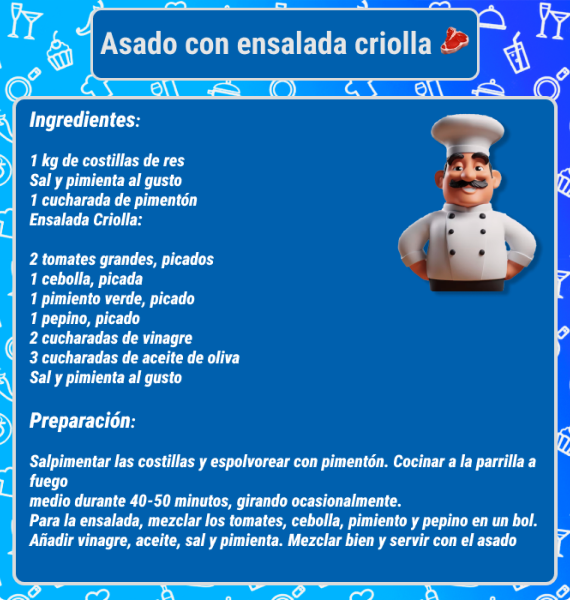 Asado con ensalada criolla
Ingredientes:
1 kg de costillas de res
Sal y pimienta al gusto
1 cucharada de pimentón
Ensalada Criolla:
2 tomates grandes, picados
1 cebolla, picada
1 pimiento verde, picado
1 pepino, picado
2 cucharadas de vinagre
3 cucharadas de aceite de oliva
Sal y pimienta al gusto
Preparación:
Salpimentar las costillas y espolvorear con pimentón. Cocinar a la parrilla a
fuego
medio durante 40-50 minutos, girando ocasionalmente.
Para la ensalada, mezclar los tomates, cebolla, pimiento y pepino en un bol.
Añadir vinagre, aceite, sal y pimienta. Mezclar bien y servir con el asado